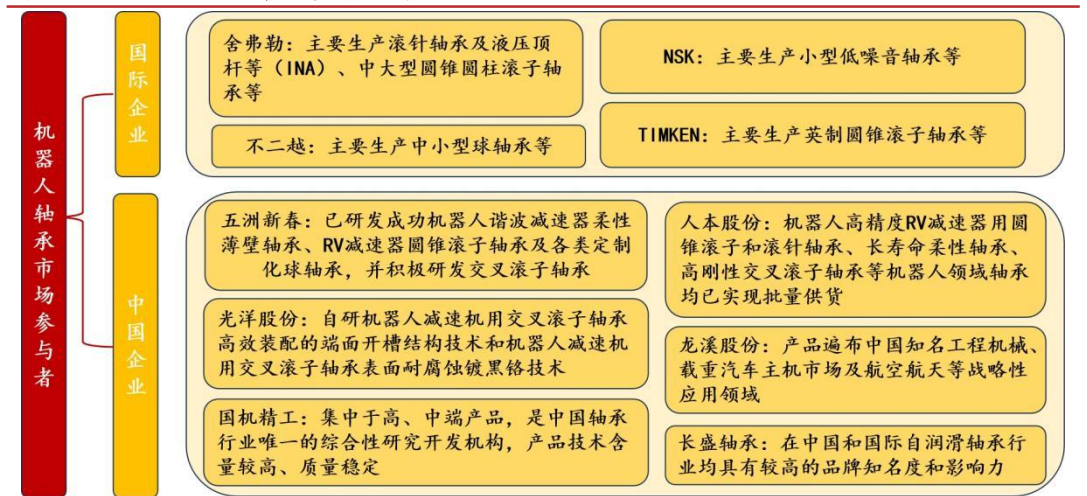 机器人轴承市场参与者
国际企业
舍弗勒：主要生产滚针轴承及液压顶
杆等（INA）、中大型圆锥圆柱滚子轴
承等
NSK：主要生产小型低噪音轴承等
不二越：主要生产中小型球轴承等
TIMKEN：主要生产英制圆锥滚子轴承等
中国企业
五洲新春：已研发成功机器人谐波减速器柔性
薄壁轴承、RV减速器圆锥滚子轴承及各类定制
化球轴承，并积极研发交叉滚子轴承
人本股份：机器人高精度RV减速器用圆
锥滚子和滚针轴承、长寿命柔性轴承、
高刚性交叉滚子轴承等机器人领域轴承
均已实现批量供货
光洋股份：自研机器人减速机用交叉滚子轴承
高效装配的端面开槽结构技术和机器人减速机
用交叉滚子轴承表面耐腐蚀镀黑铬技术
龙溪股份：产品遍布中国知名工程机械、
载重汽车主机市场及航空航天等战略性
应用领域
国机精工：集中于高、中端产品，是中国轴承
行业唯一的综合性研究开发机构，产品技术含
量较高、质量稳定
长盛轴承：在中国和国际自润滑轴承行
业均具有较高的品牌知名度和影响力